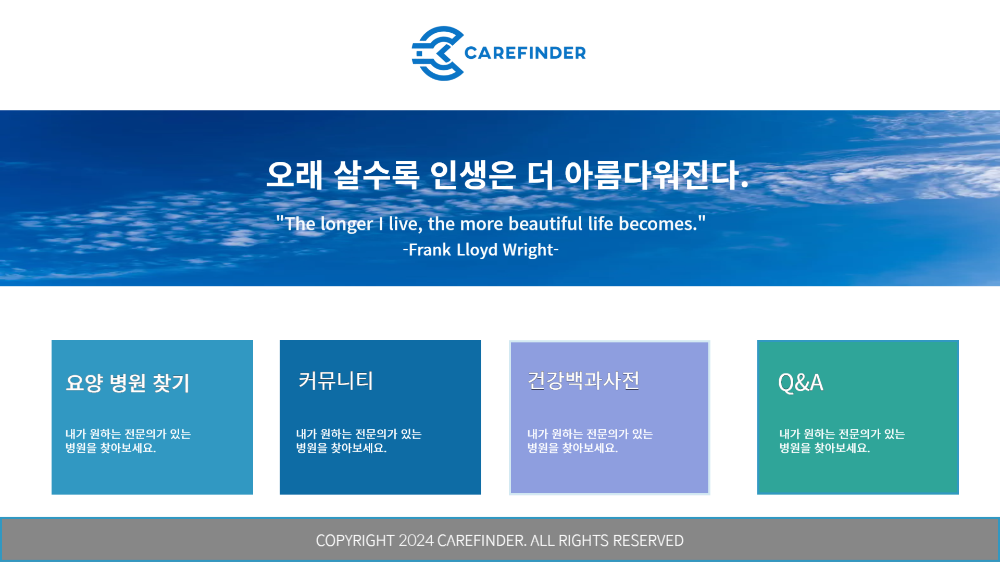 CAREFINDER
오래 살수록 인생은 더 아름다워진다.
"The longer I live, the more beautiful life becomes."
-Frank Lloyd Wright-
요양 병원 찾기
내가 원하는 전문의가 있는
병원을 찾아보세요.
커뮤니티
내가 원하는 전문의가 있는
병원을 찾아보세요.
건강백과사전
내가 원하는 전문의가 있는
병원을 찾아보세요.
Q&A
내가 원하는 전문의가 있는
병원을 찾아보세요.
COPYRIGHT 2024 CAREFINDER. ALL RIGHTS RESERVED